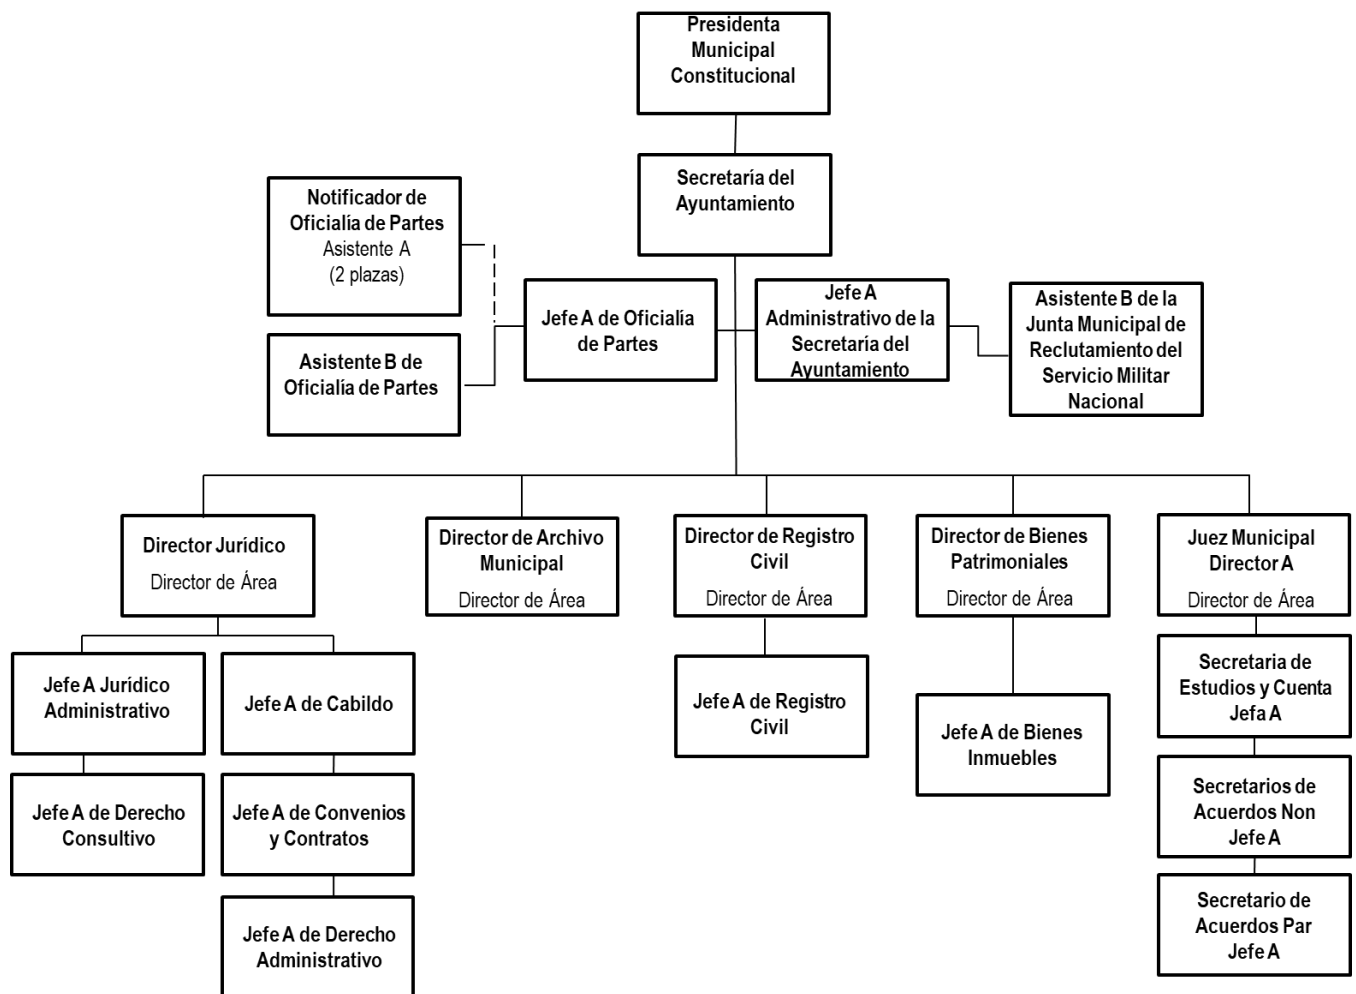 Presidenta
Municipal
Constitucional
Secretaría del
Ayuntamiento
Notificador de
Oficialía de Partes
Asistente A
(2 plazas)
Asistente B de
Oficialía de Partes
Jefe A de Oficialía
de Partes
Jefe A
Administrativo de la
Secretaría del
Ayuntamiento
Asistente B de la
Junta Municipal de
Reclutamiento del
Servicio Militar
Nacional
Director Jurídico
Director de Área
Director de Archivo
Municipal
Director de Área
Director de Registro
Civil
Director de Área
Director de Bienes
Patrimoniales
Director de Área
Juez Municipal
Director A
Director de Área
Jefe A Jurídico
Administrativo
Jefe A de Cabildo
Jefe A de Registro
Civil
Jefe A de Bienes
Inmuebles
Secretaria de
Estudios y Cuenta
Jefa A
Jefe A de Derecho
Consultivo
Jefe A de Convenios
y Contratos
Secretarios de
Acuerdos Non
Jefe A
Jefe A de Derecho
Administrativo
Secretario de
Acuerdos Par
Jefe A